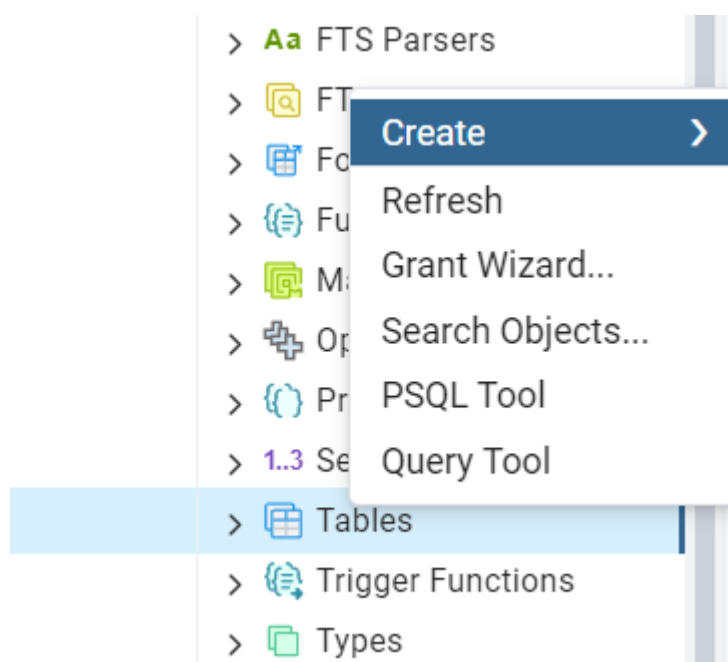 Aa FTS Parsers
FT
Create
Fo
Refresh
Fu
Grant Wizard...
Ma
Op
Search Objects...
Pr
PSQL Tool
1..3 Se
Query Tool
Tables
Trigger Functions
Types